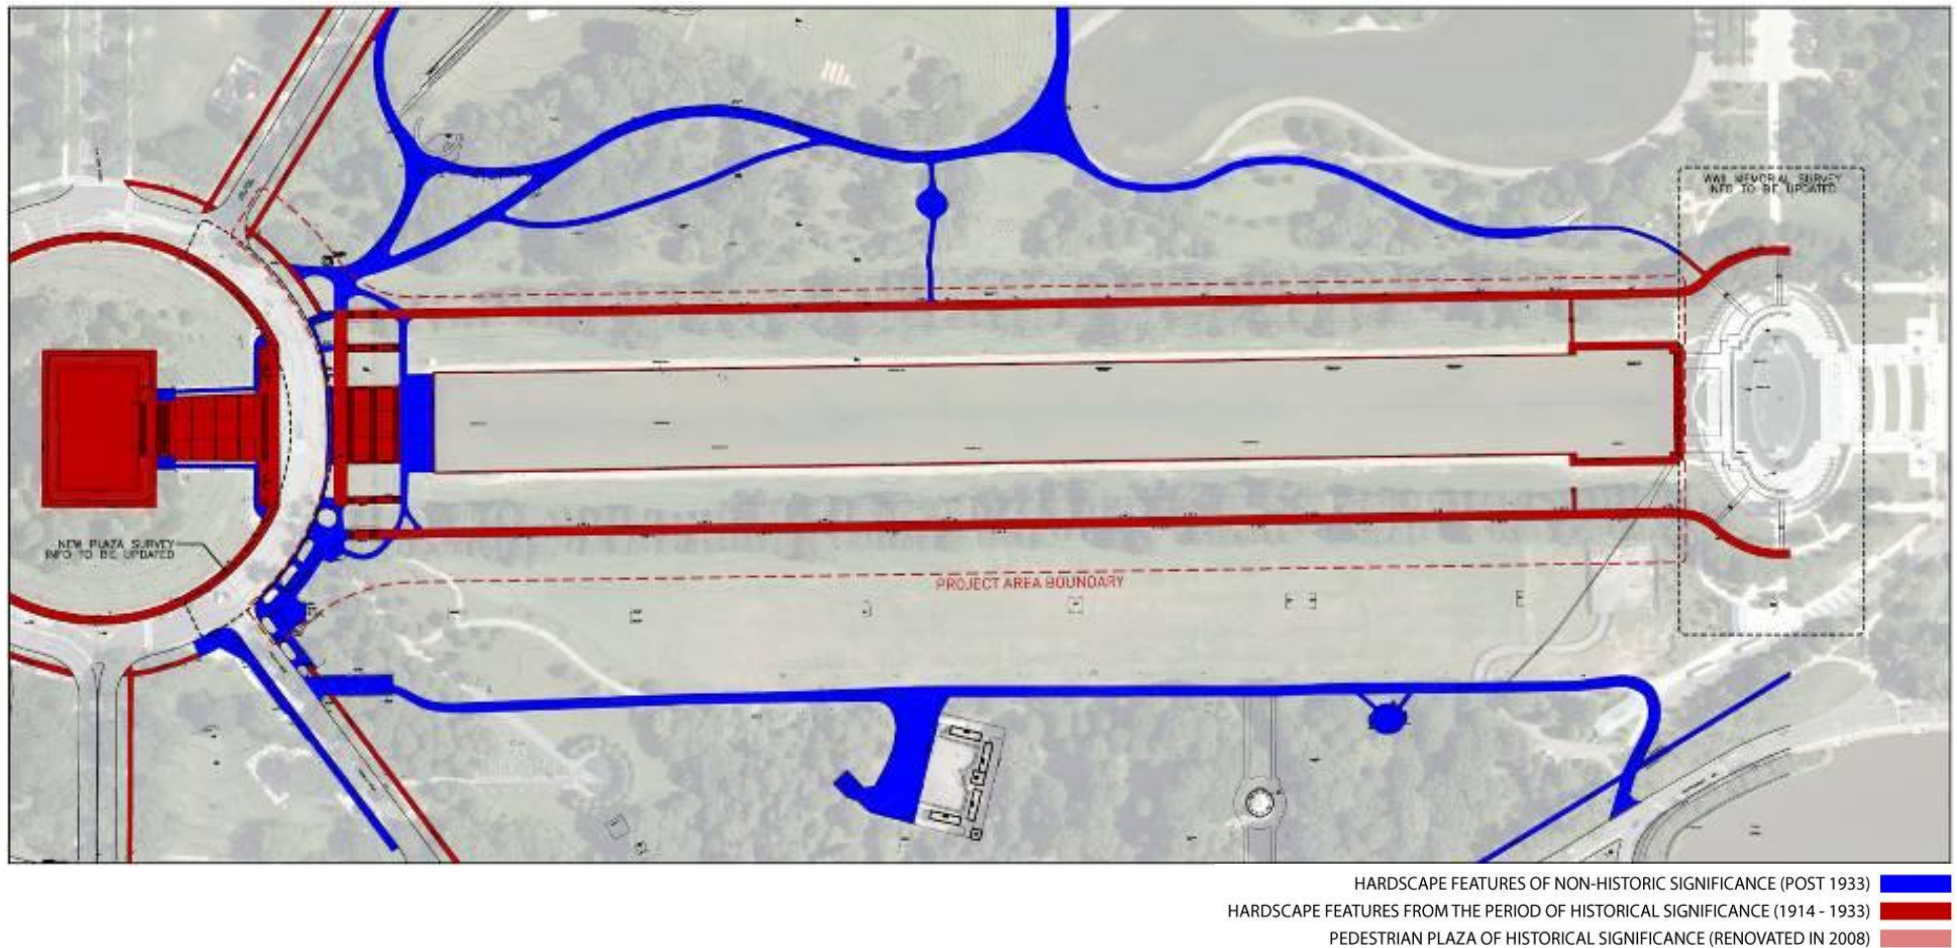 WWII MEMORIAL SURVEY
INFO TO BE UPDATED
NEW PLAZA SURVEY
INFO TO BE UPDATED
PROJECT AREA BOUNDARY
HARDSCAPE FEATURES OF NON-HISTORIC SIGNIFICANCE (POST 1933)
HARDSCAPE FEATURES FROM THE PERIOD OF HISTORICAL SIGNIFICANCE (1914 - 1933)
PEDESTRIAN PLAZA OF HISTORICAL SIGNIFICANCE (RENOVATED IN 2008)